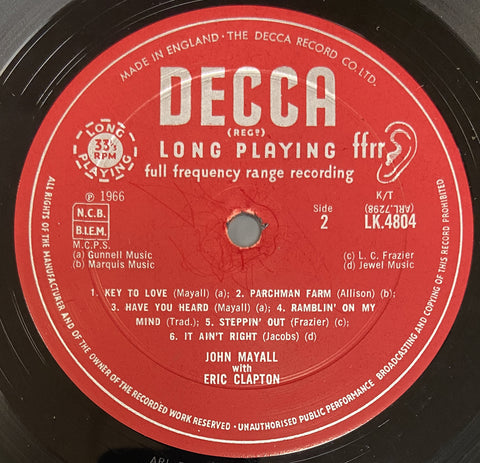 MADE IN ENGLAND · THE DECCA RECORD CO. LTD.
DECCA
(REGᴰ)
LONG PLAYING
33⅓
RPM
LONG PLAYING ffrr
full frequency range recording
℗ 1966
K/T
(ARL.7298)
N.C.B.
B.I.E.M.
Side
2
LK.4804
M.C.P.S.
(a) Gunnell Music
(b) Marquis Music
(c) L. C. Frazier
(d) Jewel Music
1. KEY TO LOVE (Mayall) (a); 2. PARCHMAN FARM (Allison) (b);
3. HAVE YOU HEARD (Mayall) (a); 4. RAMBLIN' ON MY
MIND (Trad.); 5. STEPPIN' OUT (Frazier) (c);
6. IT AIN'T RIGHT (Jacobs) (d)
JOHN MAYALL
with
ERIC CLAPTON
ALL RIGHTS OF THE MANUFACTURER AND OF THE OWNER OF THE RECORDED WORK RESERVED · UNAUTHORISED PUBLIC PERFORMANCE BROADCASTING AND COPYING OF THIS RECORD PROHIBITED